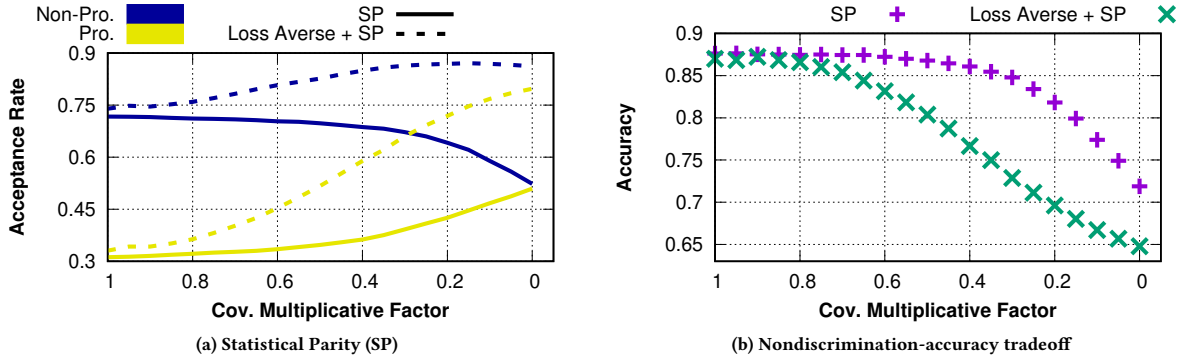 Non-Pro.
Pro.
SP
Loss Averse + SP
0.9
0.75
0.6
0.45
0.3
Acceptance Rate
1 0.8 0.6 0.4 0.2 0
Cov. Multiplicative Factor
(a) Statistical Parity (SP)
SP
Loss Averse + SP
0.9
0.85
0.8
0.75
0.7
0.65
Accuracy
1 0.8 0.6 0.4 0.2 0
Cov. Multiplicative Factor
(b) Nondiscrimination-accuracy tradeoff